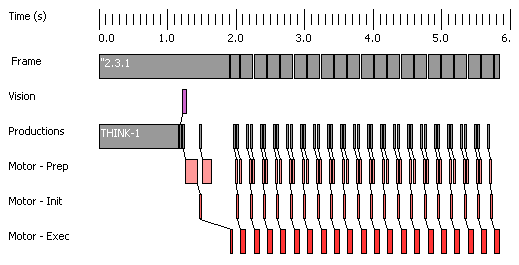 Time (s)
0.0 1.0 2.0 3.0 4.0 5.0 6.
Frame "2.3.1
Vision
Productions THINK-1
Motor - Prep
Motor - Init
Motor - Exec